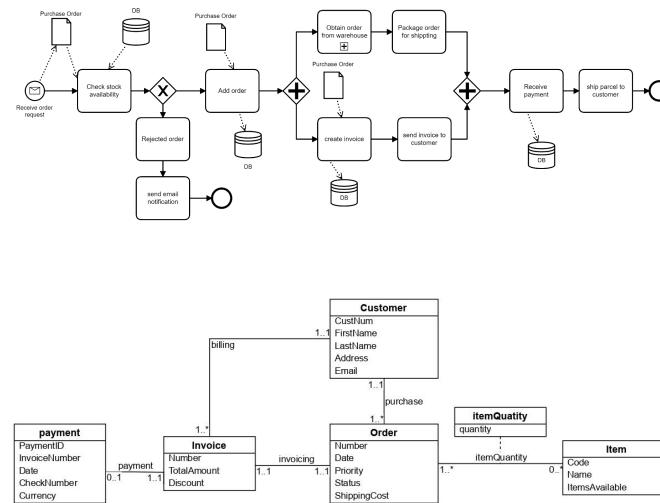 Purchase Order
DB
Purchase Order
Obtain order
from warehouse
Package order
for shippting
Purchase Order
Receive order
request
Check stock
availability
X
Add order
Receive
payment
ship parcel to
customer
Rejected order
DB
create invoice
send invoice to
customer
DB
send email
notification
DB
Customer
CustNum
FirstName
LastName
Address
Email
1..1
billing
1..1
purchase
1..*
1..*
payment
PaymentID
InvoiceNumber
Date
CheckNumber
Currency
0..1
payment
1..1
Invoice
Number
TotalAmount
Discount
1..1
invoicing
1..1
Order
Number
Date
Priority
Status
ShippingCost
1..*
itemQuatity
quantity
itemQuantity
0..*
Item
Code
Name
ItemsAvailable